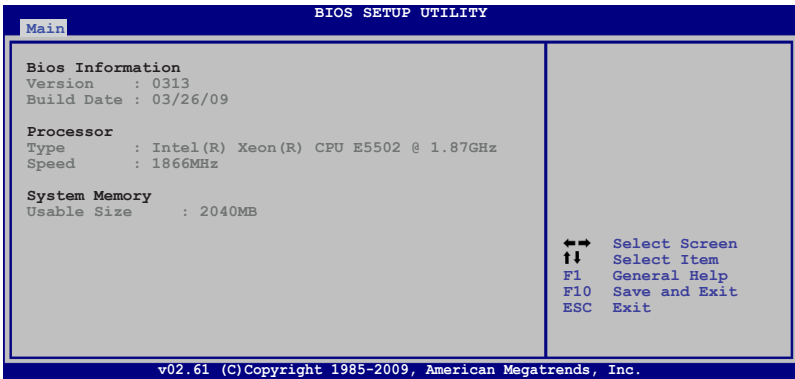 BIOS SETUP UTILITY
Main
Bios Information
Version : 0313
Build Date : 03/26/09
Processor
Type : Intel(R) Xeon(R) CPU E5502 @ 1.87GHz
Speed : 1866MHz
System Memory
Usable Size : 2040MB
←→ Select Screen
↑↓ Select Item
F1 General Help
F10 Save and Exit
ESC Exit
v02.61 (C)Copyright 1985-2009, American Megatrends, Inc.